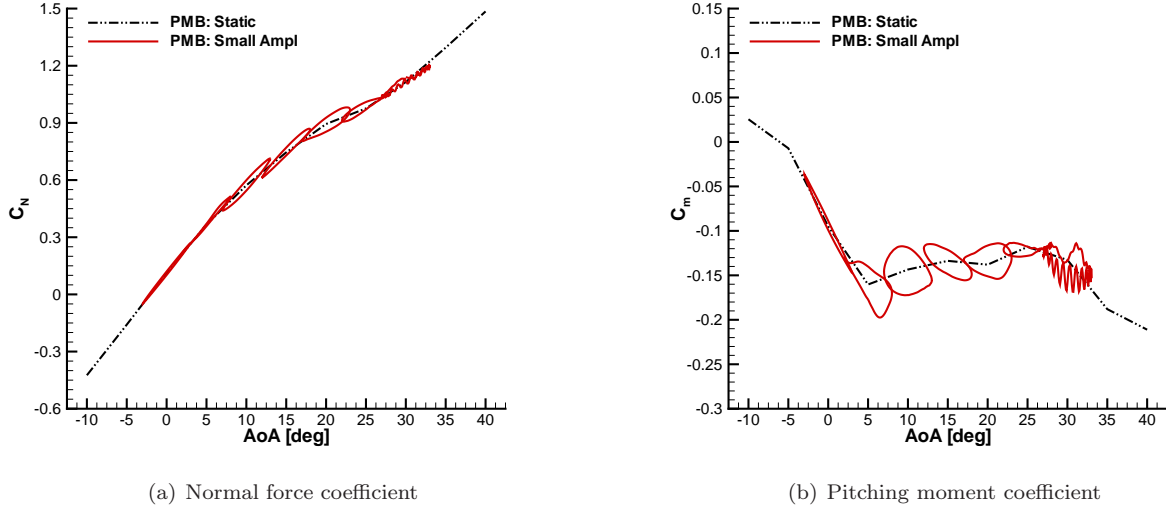 PMB: Static
PMB: Small Ampl
C_N
1.5
1.2
0.9
0.6
0.3
0
-0.3
-0.6
-10 -5 0 5 10 15 20 25 30 35 40
AoA [deg]
(a) Normal force coefficient
PMB: Static
PMB: Small Ampl
C_m
0.15
0.1
0.05
0
-0.05
-0.1
-0.15
-0.2
-0.25
-0.3
-10 -5 0 5 10 15 20 25 30 35 40
AoA [deg]
(b) Pitching moment coefficient